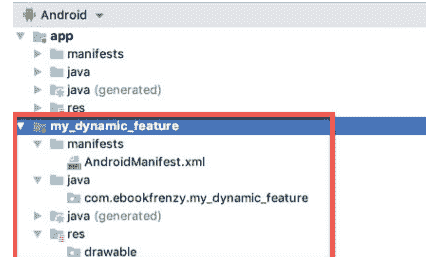 Android
app
manifests
java
java (generated)
res
my_dynamic_feature
manifests
AndroidManifest.xml
java
com.ebookfrenzy.my_dynamic_feature
java (generated)
res
drawable